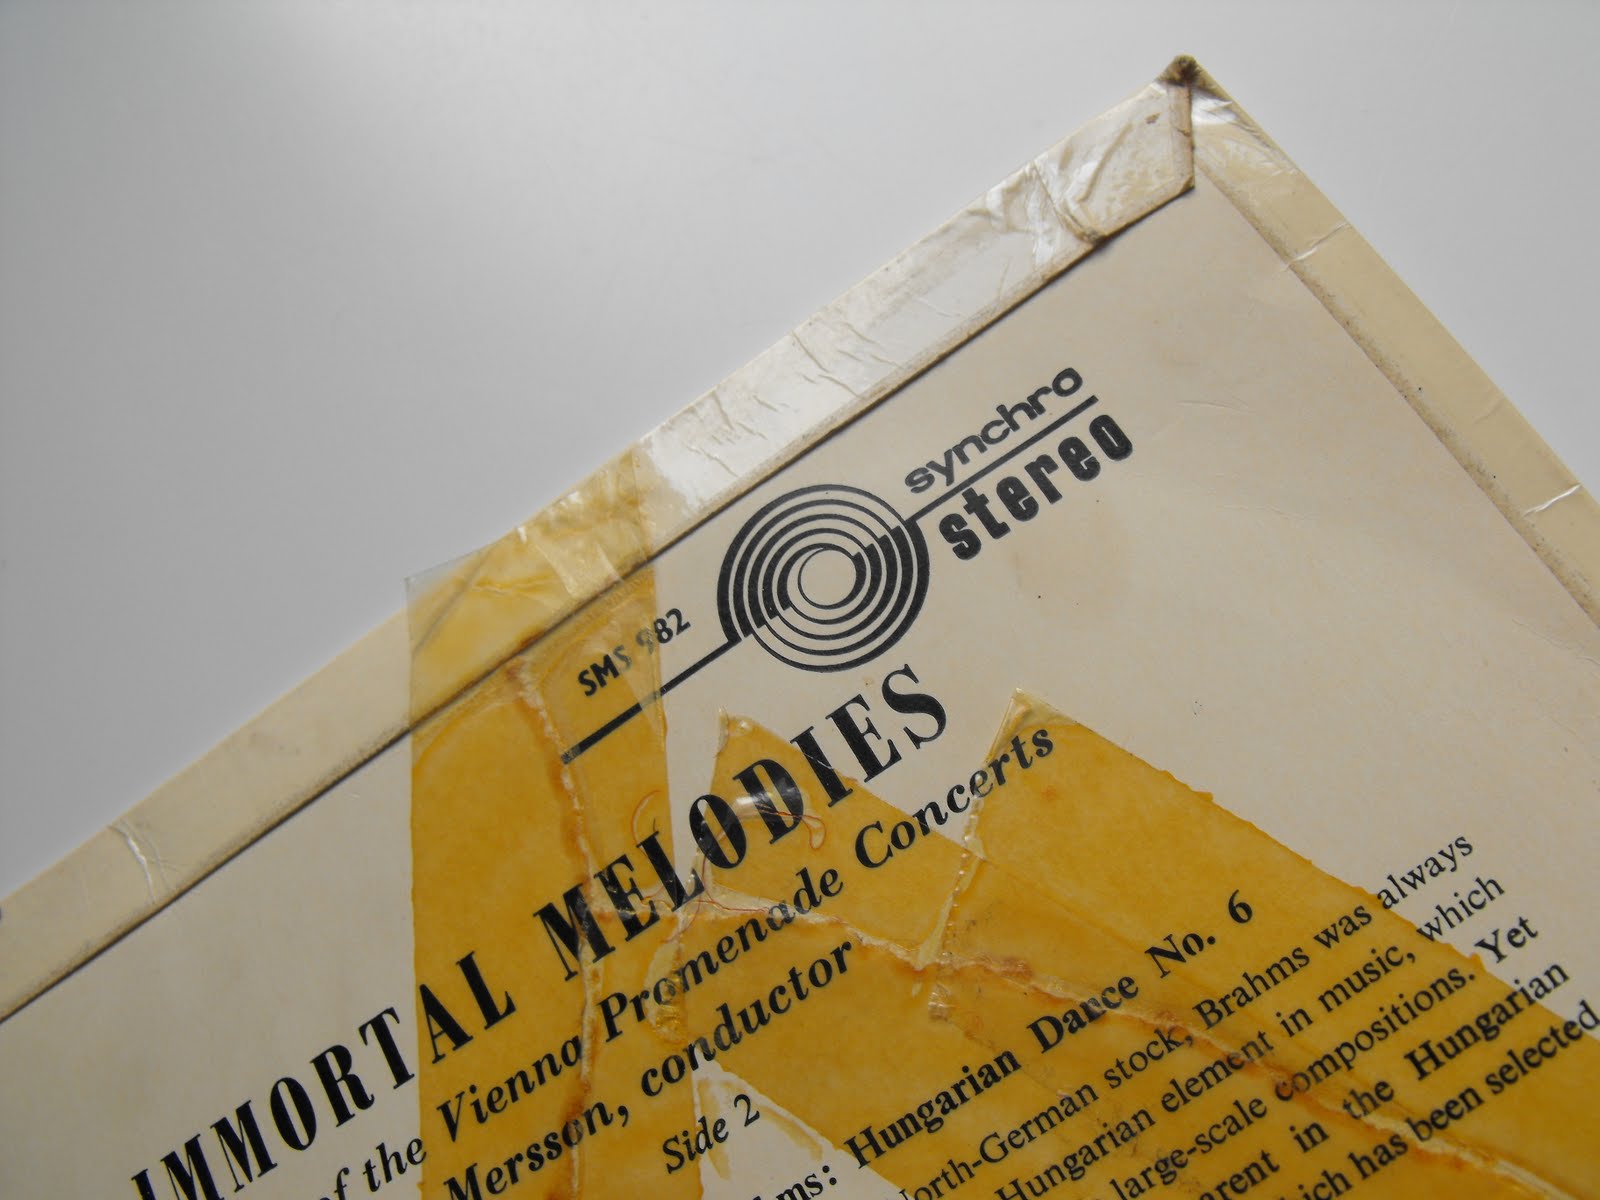 synchro
stereo
SMS 982
IMMORTAL MELODIES
of the Vienna Promenade Concerts
Mersson, conductor
Side 2
Hungarian Dance No. 6
North-German stock, Brahms was always
Hungarian element in music, which
large-scale compositions. Yet
in the Hungarian
which has been selected